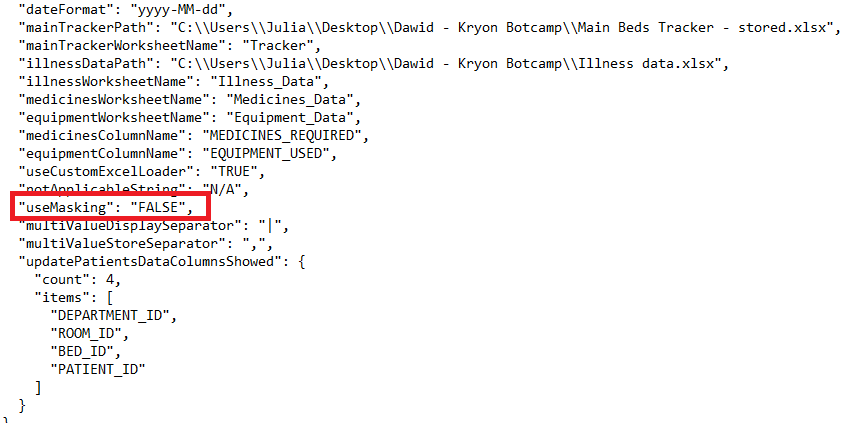 "dateFormat": "yyyy-MM-dd",
"mainTrackerPath": "C:\\Users\\Julia\\Desktop\\Dawid - Kryon Botcamp\\Main Beds Tracker - stored.xlsx",
"mainTrackerWorksheetName": "Tracker",
"illnessDataPath": "C:\\Users\\Julia\\Desktop\\Dawid - Kryon Botcamp\\Illness data.xlsx",
"illnessWorksheetName": "Illness_Data",
"medicinesWorksheetName": "Medicines_Data",
"equipmentWorksheetName": "Equipment_Data",
"medicinesColumnName": "MEDICINES_REQUIRED",
"equipmentColumnName": "EQUIPMENT_USED",
"useCustomExcelLoader": "TRUE",
"notApplicableString": "N/A",
"useMasking": "FALSE",
"multiValueDisplaySeparator": "|",
"multiValueStoreSeparator": ",",
"updatePatientsDataColumnsShowed": {
"count": 4,
"items": [
"DEPARTMENT_ID",
"ROOM_ID",
"BED_ID",
"PATIENT_ID"
]
}
}